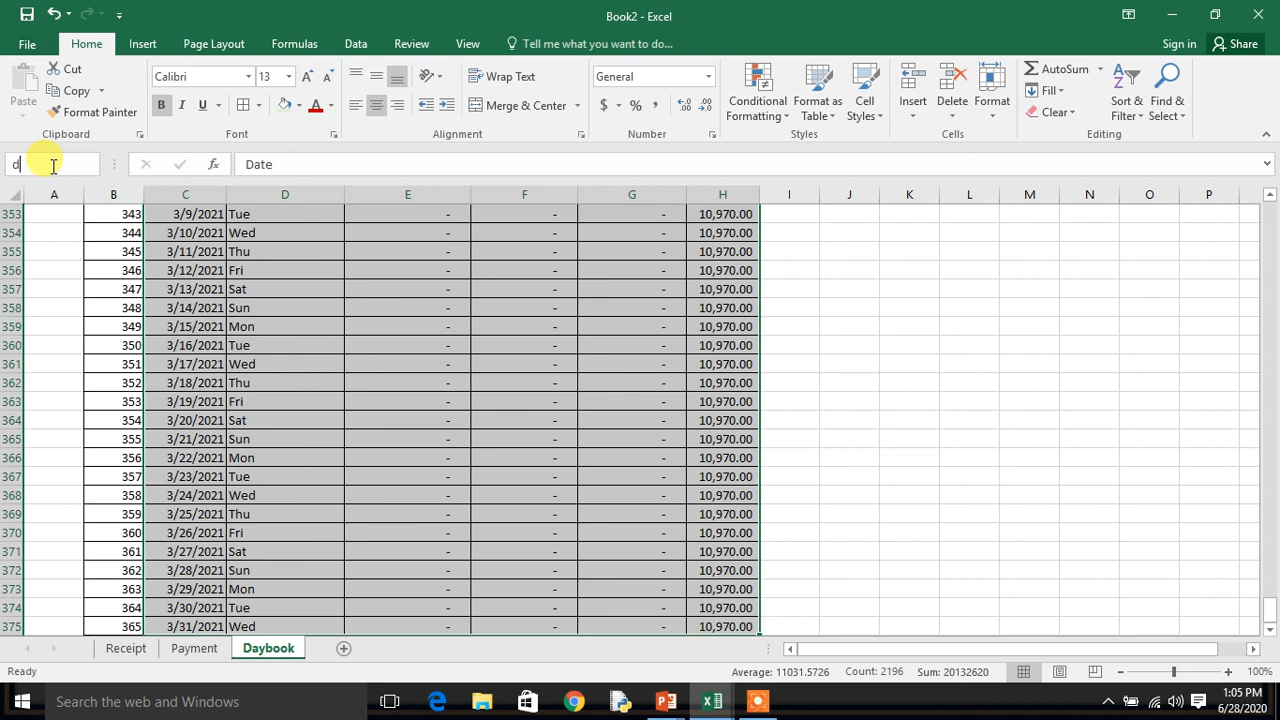 Book2 - Excel
File Home Insert Page Layout Formulas Data Review View Tell me what you want to do... Sign in Share
Paste Cut Copy Format Painter Clipboard
Calibri 13 B I U A Font
Wrap Text Merge & Center Alignment
General $ % , Number
Conditional Formatting Format as Table Cell Styles Styles
Insert Delete Format Cells
AutoSum Fill Clear Sort & Filter Find & Select Editing
d fx Date
A B C D E F G H I J K L M N O P
353 343 3/9/2021 Tue - - - 10,970.00
354 344 3/10/2021 Wed - - - 10,970.00
355 345 3/11/2021 Thu - - - 10,970.00
356 346 3/12/2021 Fri - - - 10,970.00
357 347 3/13/2021 Sat - - - 10,970.00
358 348 3/14/2021 Sun - - - 10,970.00
359 349 3/15/2021 Mon - - - 10,970.00
360 350 3/16/2021 Tue - - - 10,970.00
361 351 3/17/2021 Wed - - - 10,970.00
362 352 3/18/2021 Thu - - - 10,970.00
363 353 3/19/2021 Fri - - - 10,970.00
364 354 3/20/2021 Sat - - - 10,970.00
365 355 3/21/2021 Sun - - - 10,970.00
366 356 3/22/2021 Mon - - - 10,970.00
367 357 3/23/2021 Tue - - - 10,970.00
368 358 3/24/2021 Wed - - - 10,970.00
369 359 3/25/2021 Thu - - - 10,970.00
370 360 3/26/2021 Fri - - - 10,970.00
371 361 3/27/2021 Sat - - - 10,970.00
372 362 3/28/2021 Sun - - - 10,970.00
373 363 3/29/2021 Mon - - - 10,970.00
374 364 3/30/2021 Tue - - - 10,970.00
375 365 3/31/2021 Wed - - - 10,970.00
Receipt Payment Daybook
Ready Average: 11031.5726 Count: 2196 Sum: 20132620 100%
Search the web and Windows 1:05 PM
6/28/2020